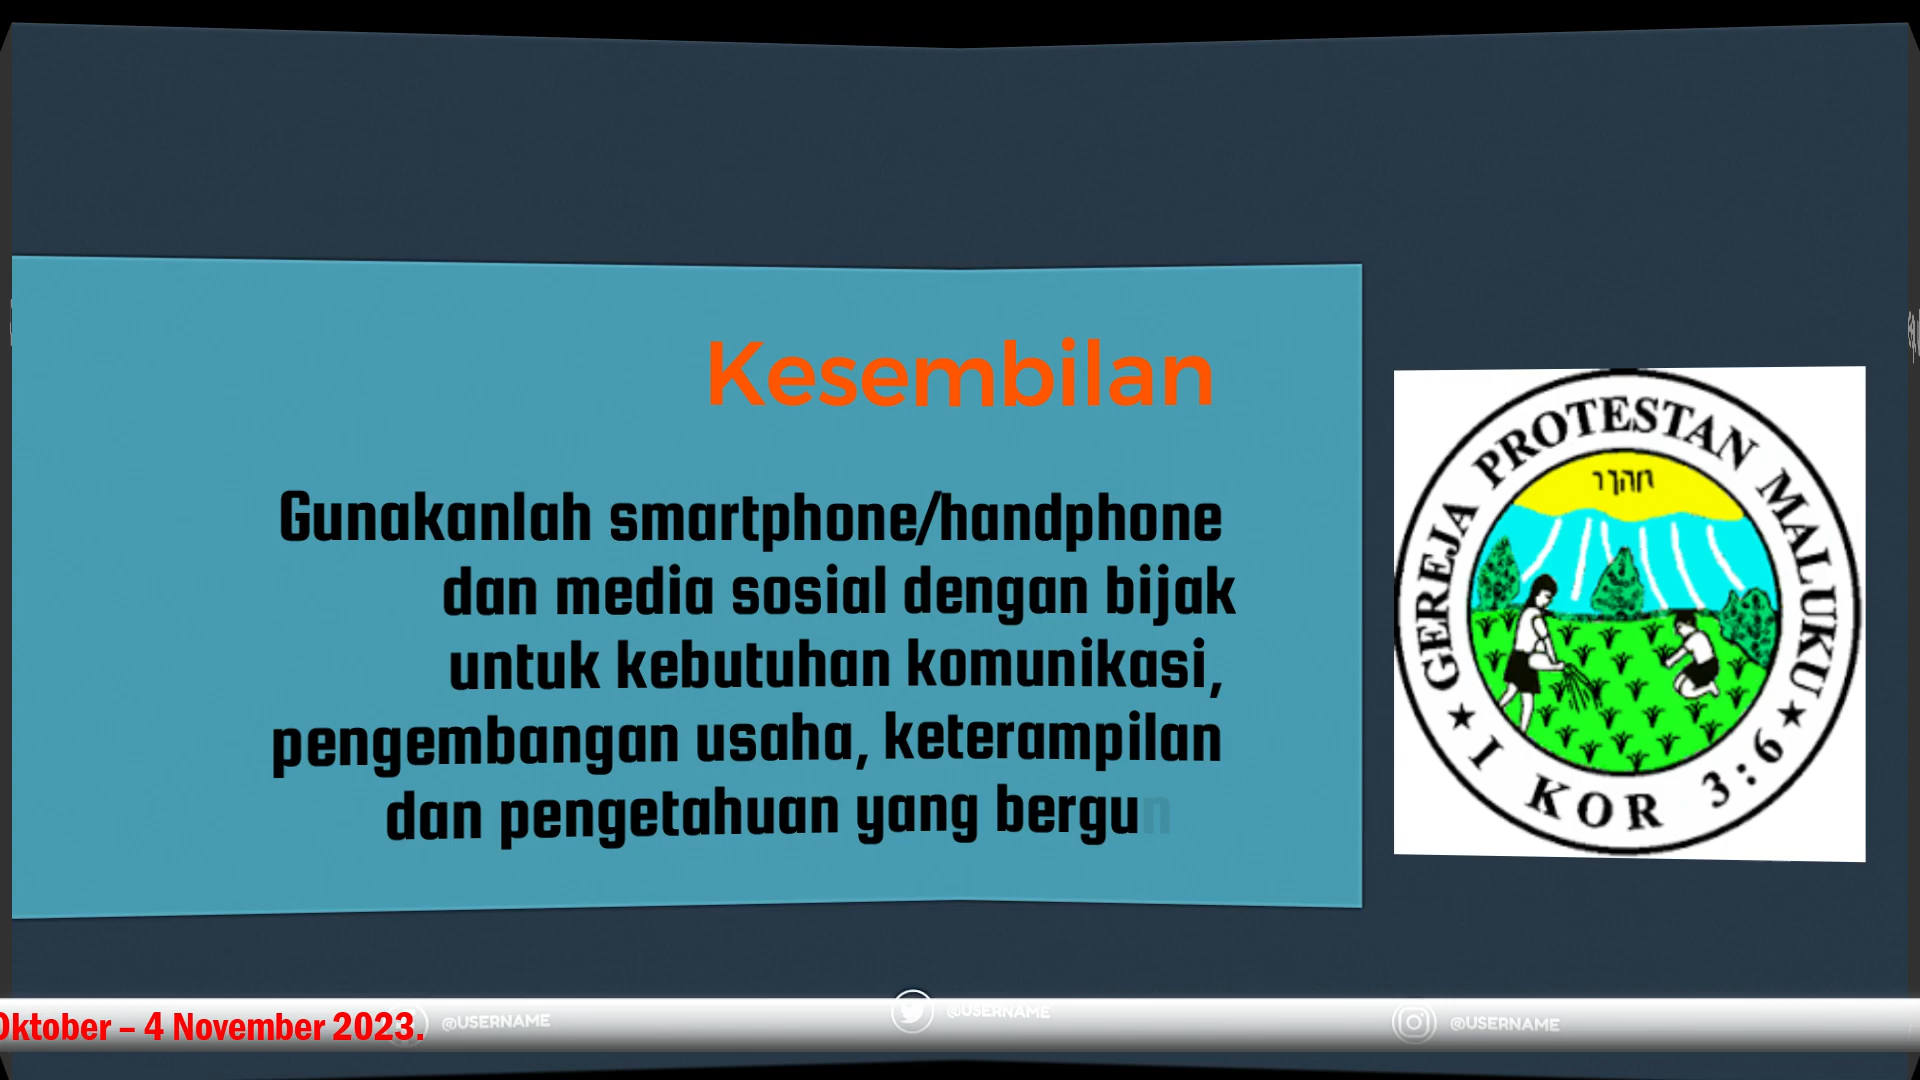 Kesembilan
Gunakanlah smartphone/handphone
dan media sosial dengan bijak
untuk kebutuhan komunikasi,
pengembangan usaha, keterampilan
dan pengetahuan yang bergun
GEREJA PROTESTAN MALUKU
I KOR 3:6
Oktober – 4 November 2023.
@USERNAME
@USERNAME
@USERNAME